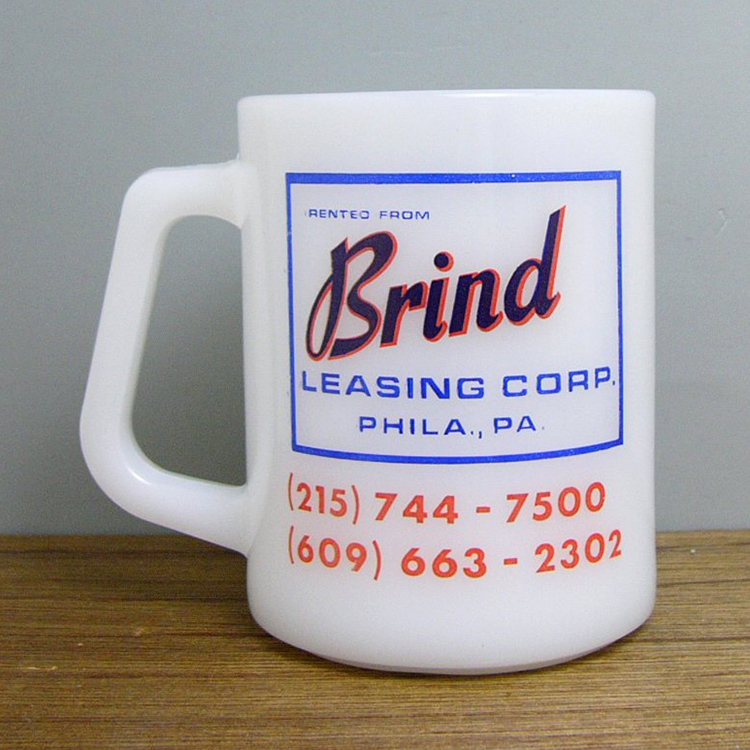 RENTED FROM
Brind
LEASING CORP.
PHILA., PA.
(215) 744 - 7500
(609) 663 - 2302